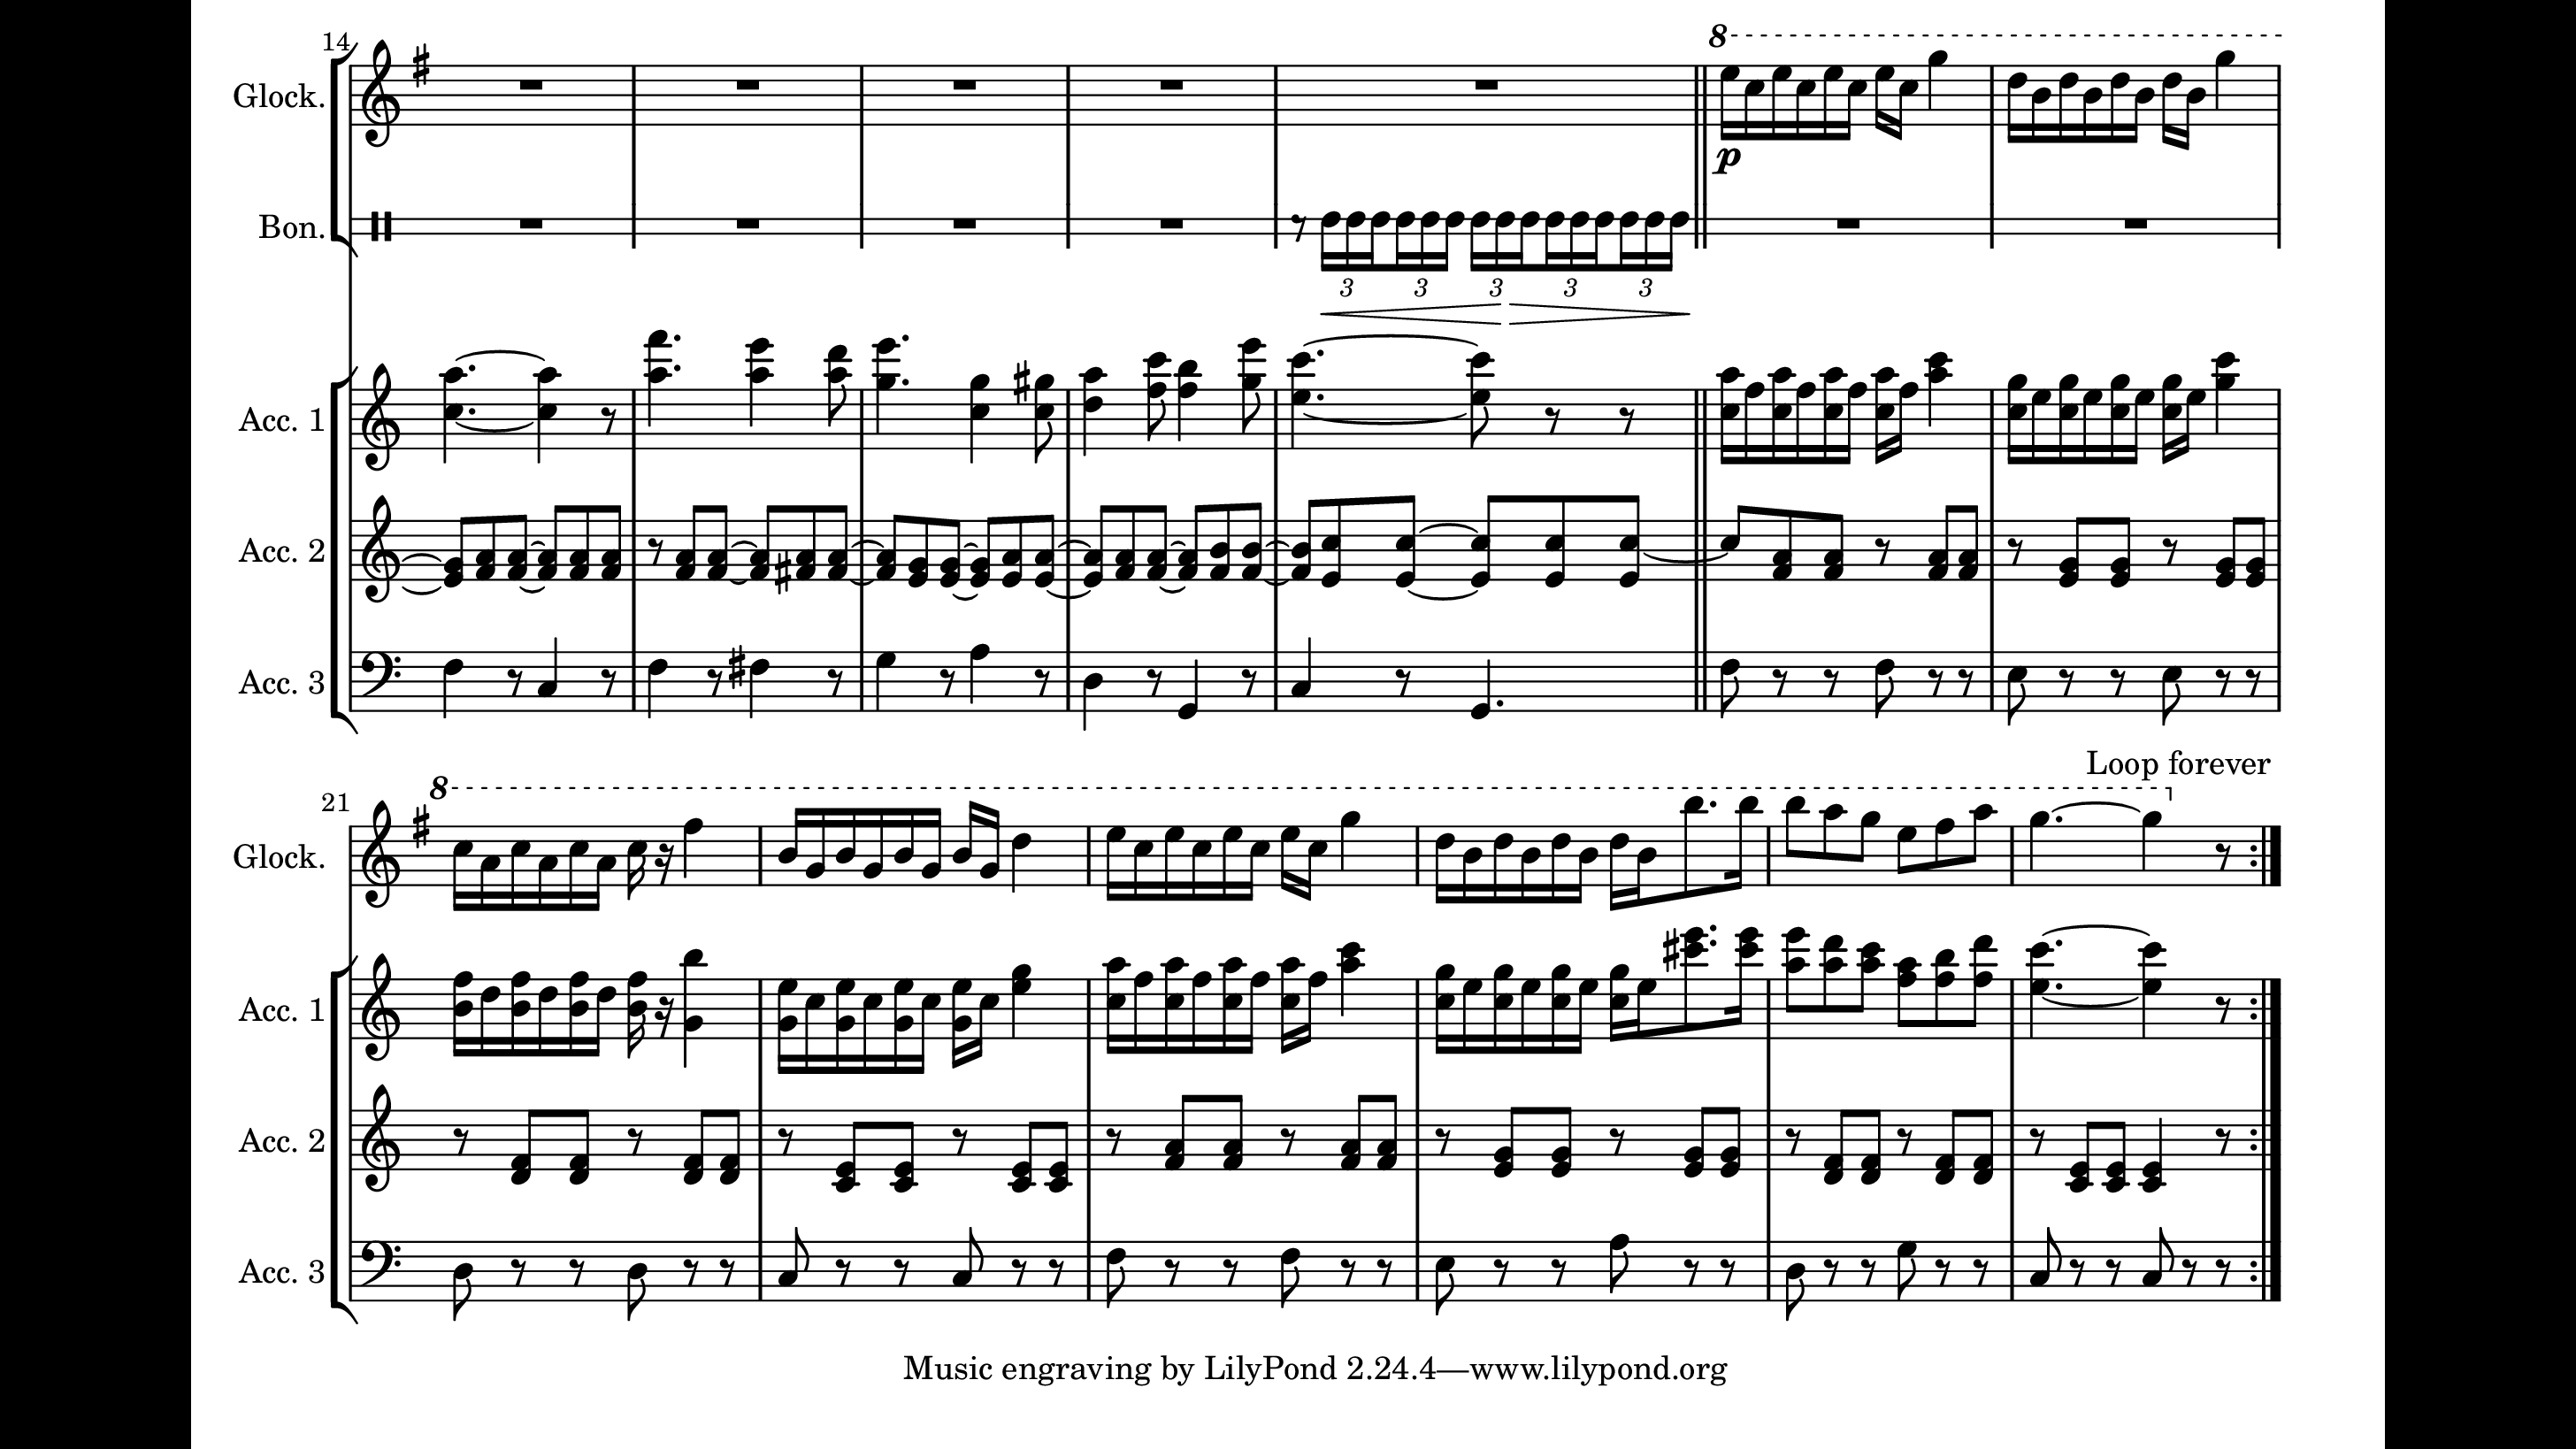 14
8
Glock.
p
Bon.
3 3 3 3 3
Acc. 1
Acc. 2
Acc. 3
Loop forever
8
21
Glock.
Acc. 1
Acc. 2
Acc. 3
Music engraving by LilyPond 2.24.4—www.lilypond.org